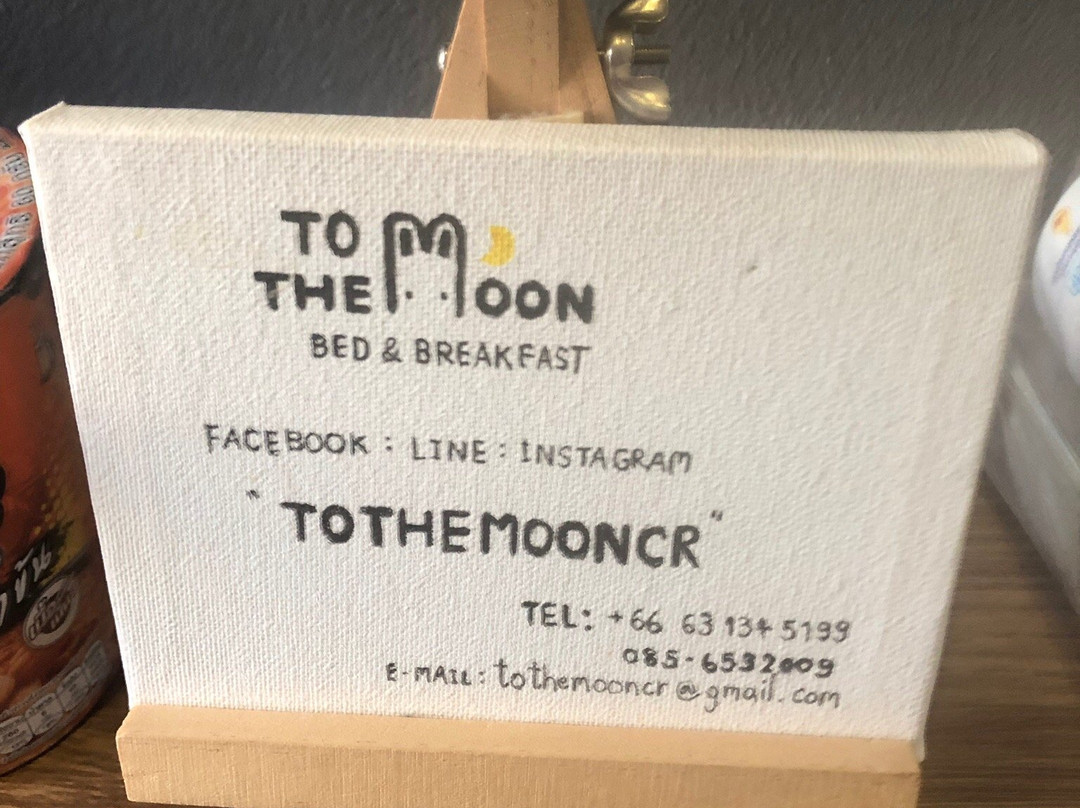 TO
THE MOON
BED & BREAKFAST
FACEBOOK : LINE : INSTAGRAM
" TOTHEMOONCR"
TEL: +66 63 134 5199
085-6532009
E-MAIL: tothemooncr@gmail.com